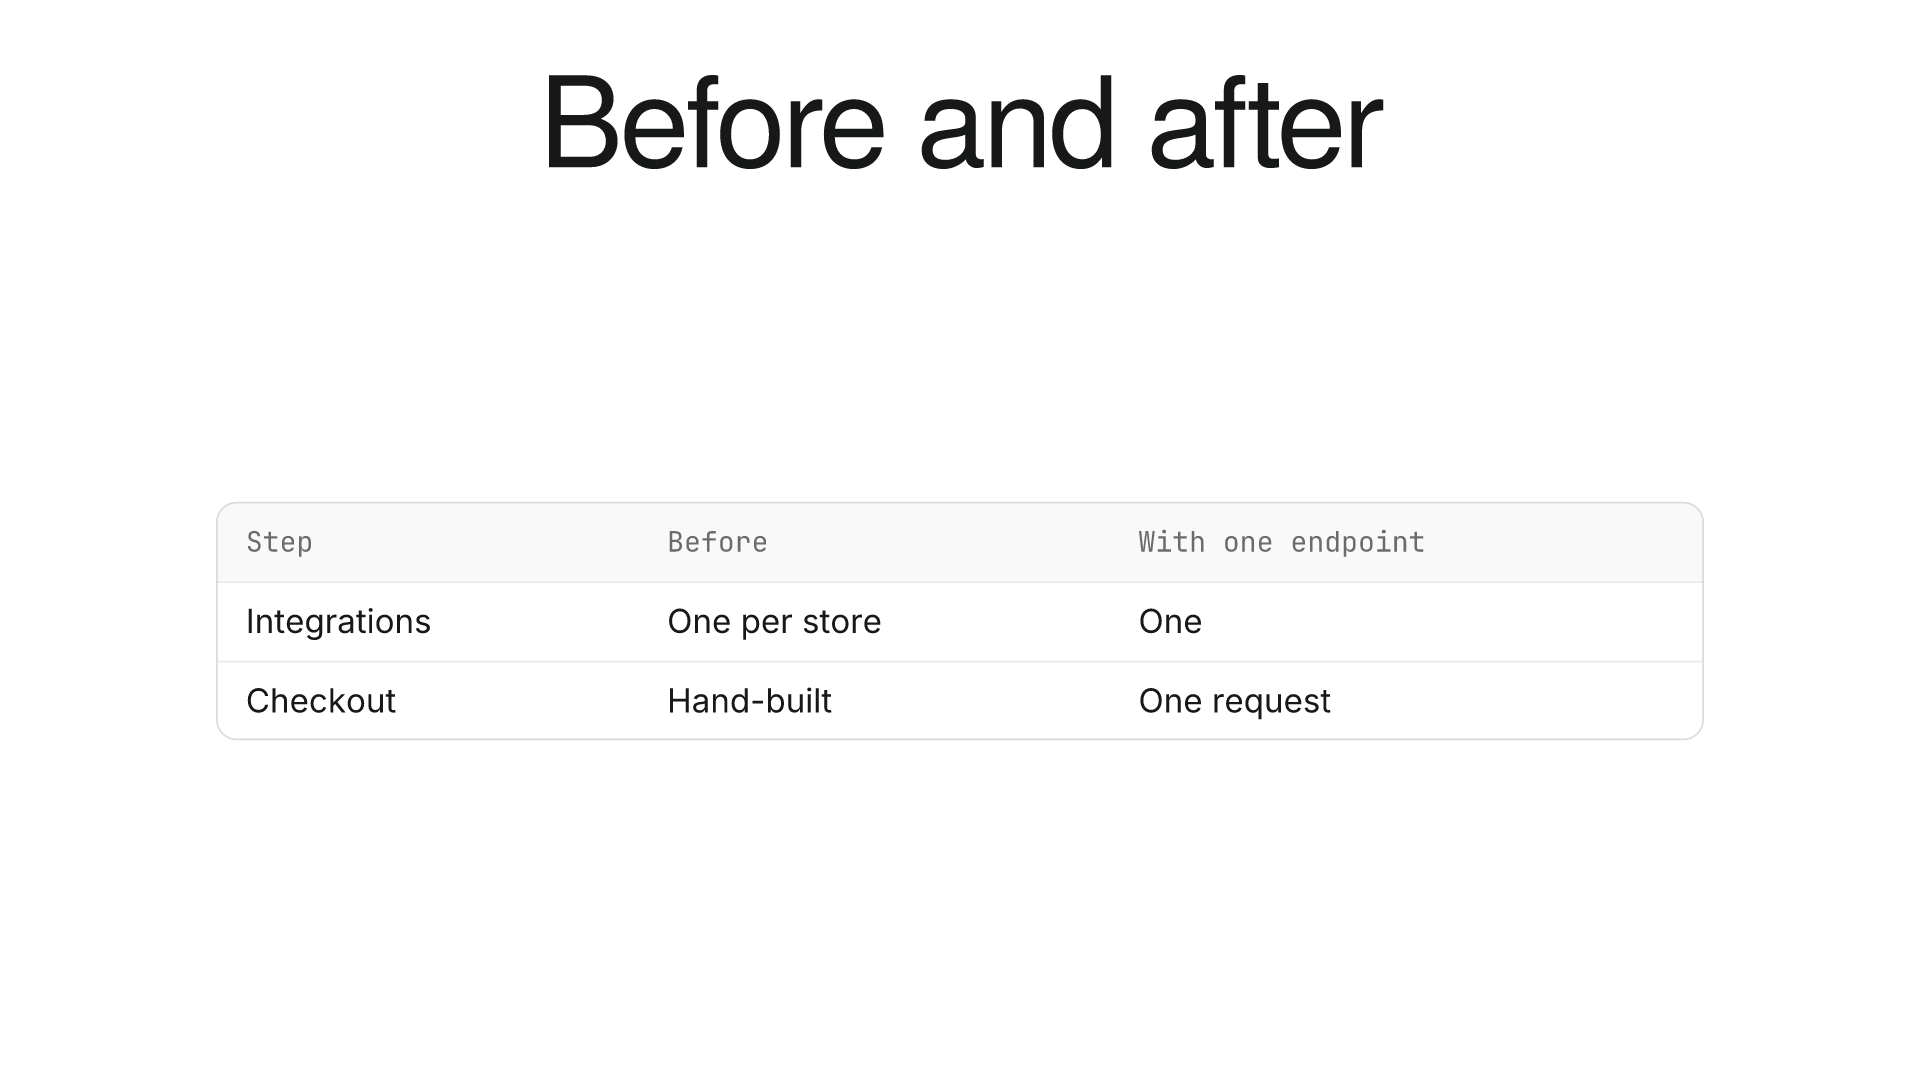 Before and after
Step Before With one endpoint
Integrations One per store One
Checkout Hand-built One request